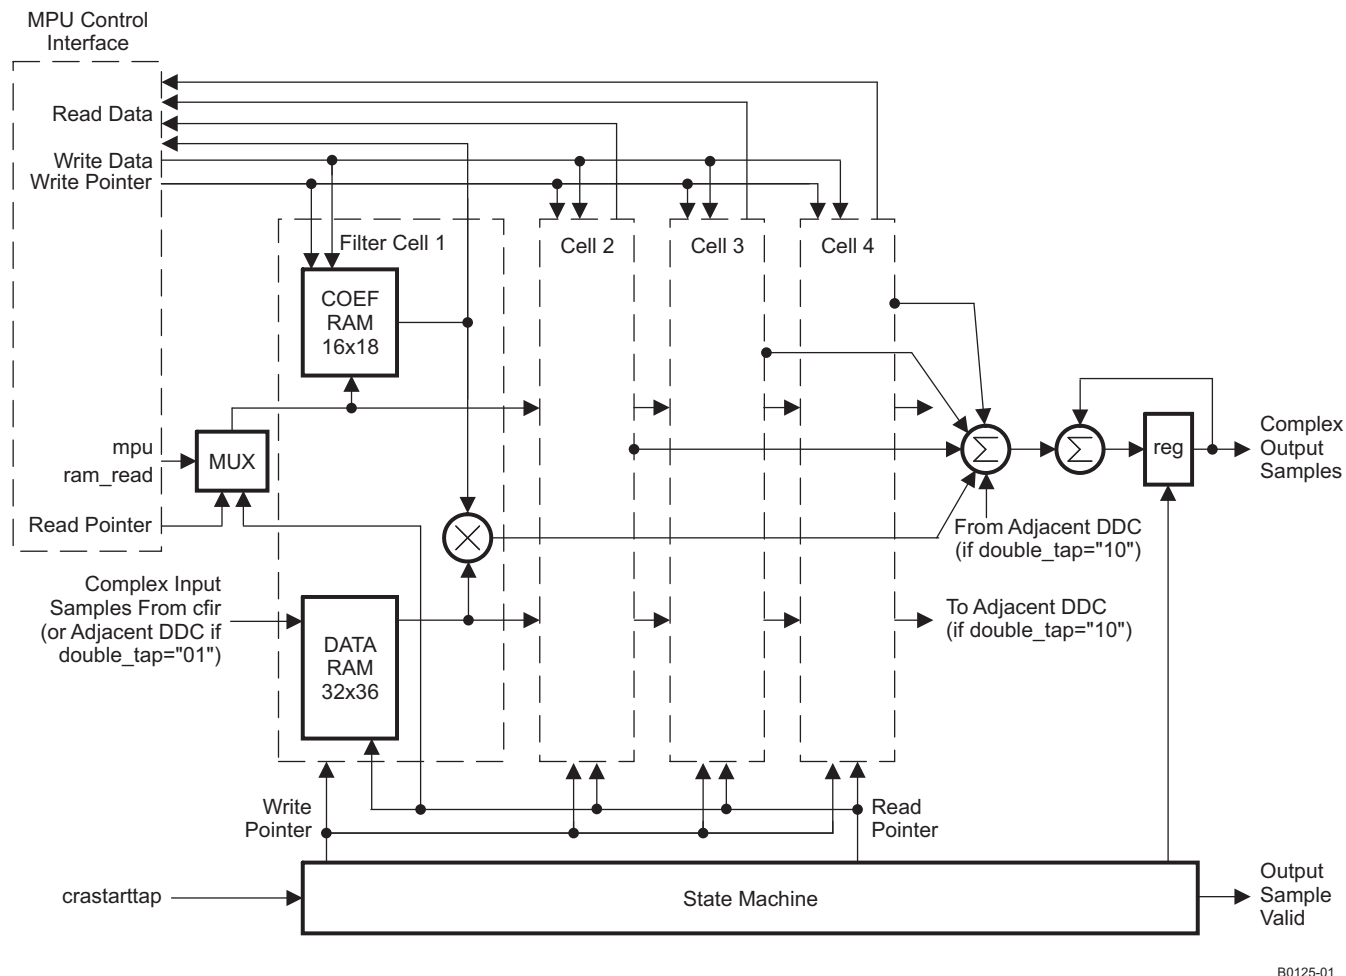 MPU Control
Interface
Read Data
Write Data
Write Pointer
Filter Cell 1
Cell 2
Cell 3
Cell 4
COEF
RAM
16x18
mpu
ram_read
MUX
Read Pointer
Σ
Σ
reg
Complex
Output
Samples
From Adjacent DDC
(if double_tap="10")
Complex Input
Samples From cfir
(or Adjacent DDC if
double_tap="01")
DATA
RAM
32x36
To Adjacent DDC
(if double_tap="10")
Write
Pointer
Read
Pointer
crastarttap
State Machine
Output
Sample
Valid
B0125-01